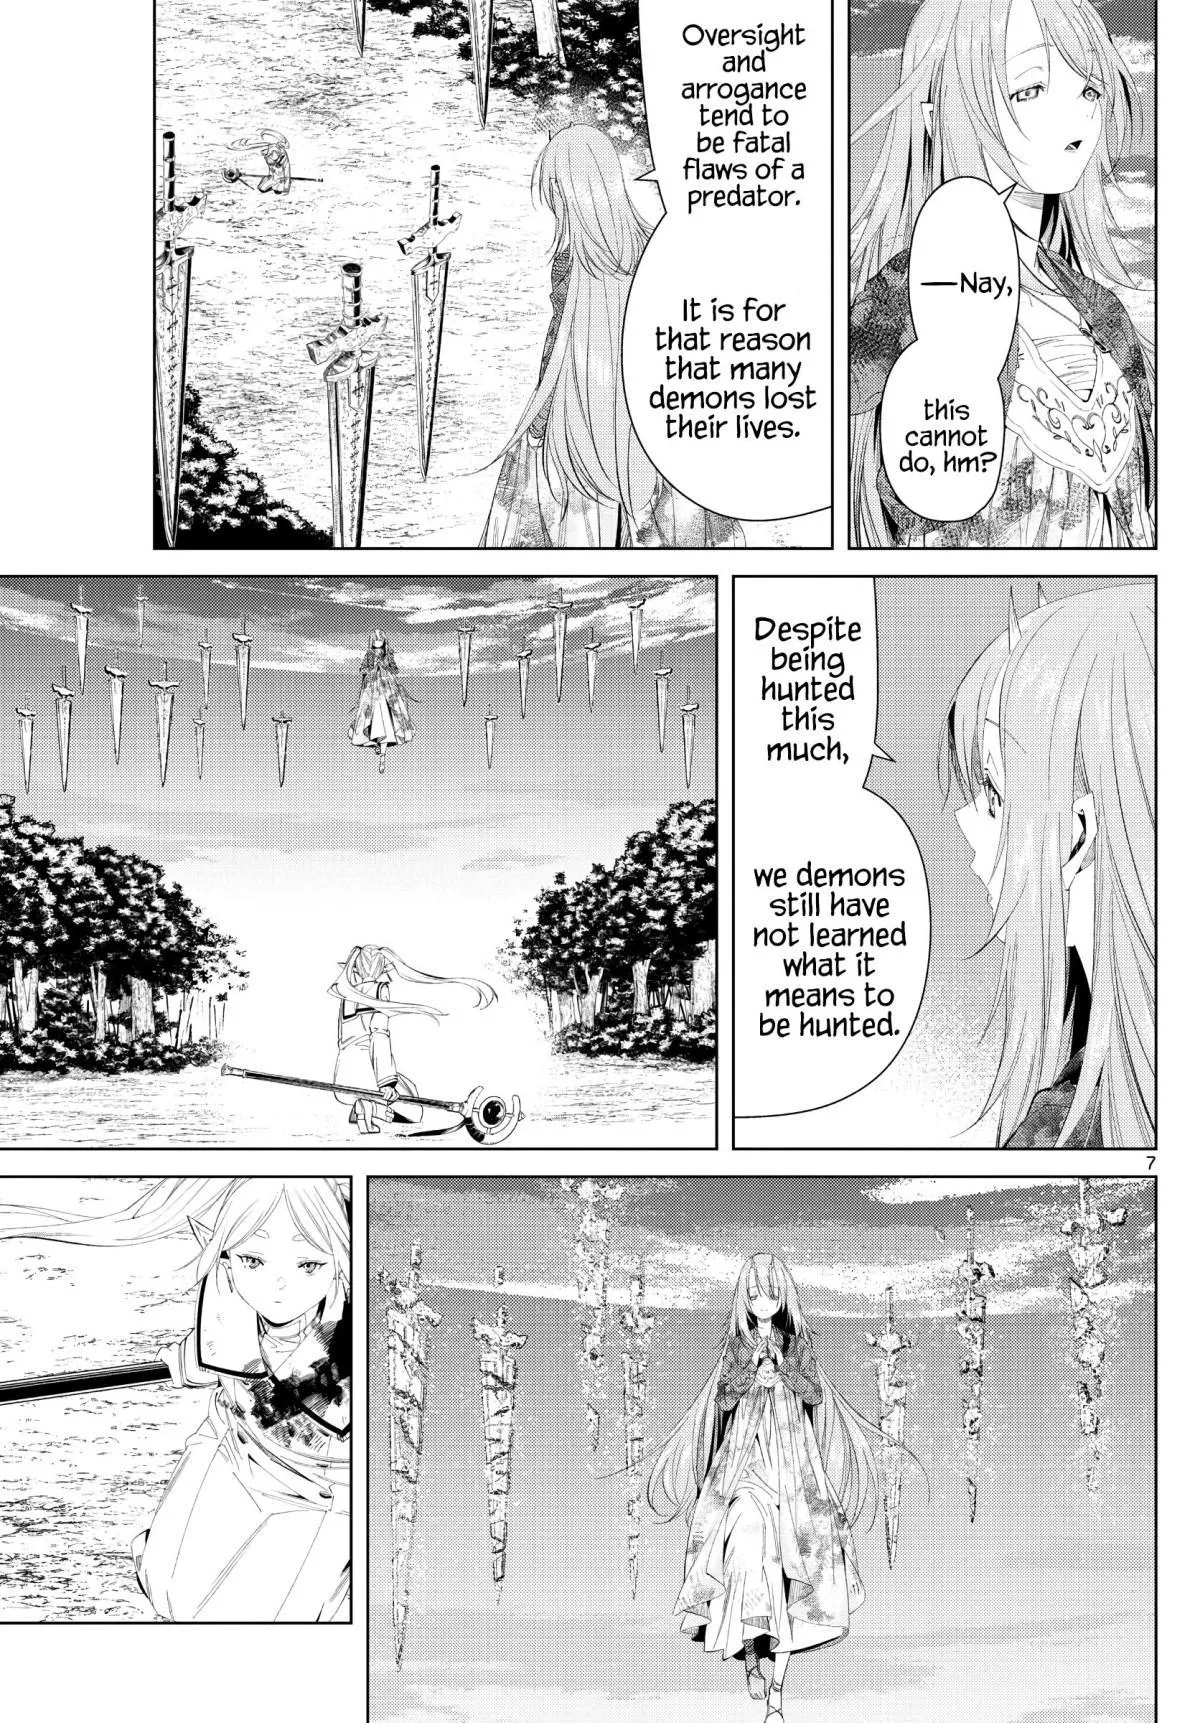 —Nay,
this
cannot
do, hm?
Oversight
and
arrogance
tend to
be fatal
flaws of a
predator.
It is for
that reason
that many
demons lost
their lives.
Despite
being
hunted
this
much,
we demons
still have
not learned
what it
means to
be hunted.
7